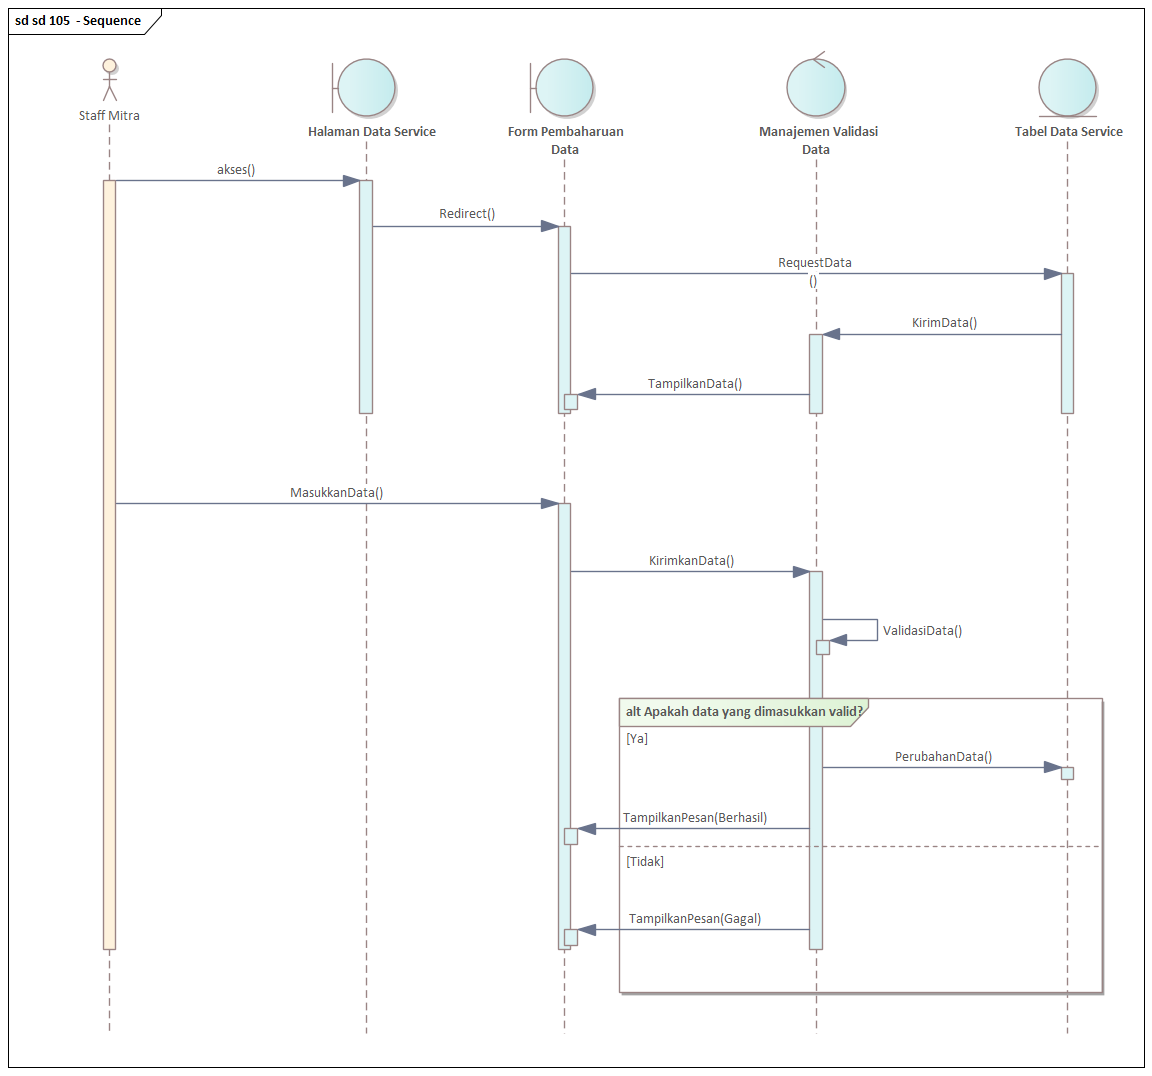 sd sd 105  - Sequence
Staff Mitra
Halaman Data Service
Form Pembaharuan
Data
Manajemen Validasi
Data
Tabel Data Service
akses()
Redirect()
RequestData
()
KirimData()
TampilkanData()
MasukkanData()
KirimkanData()
ValidasiData()
alt Apakah data yang dimasukkan valid?
[Ya]
PerubahanData()
TampilkanPesan(Berhasil)
[Tidak]
TampilkanPesan(Gagal)